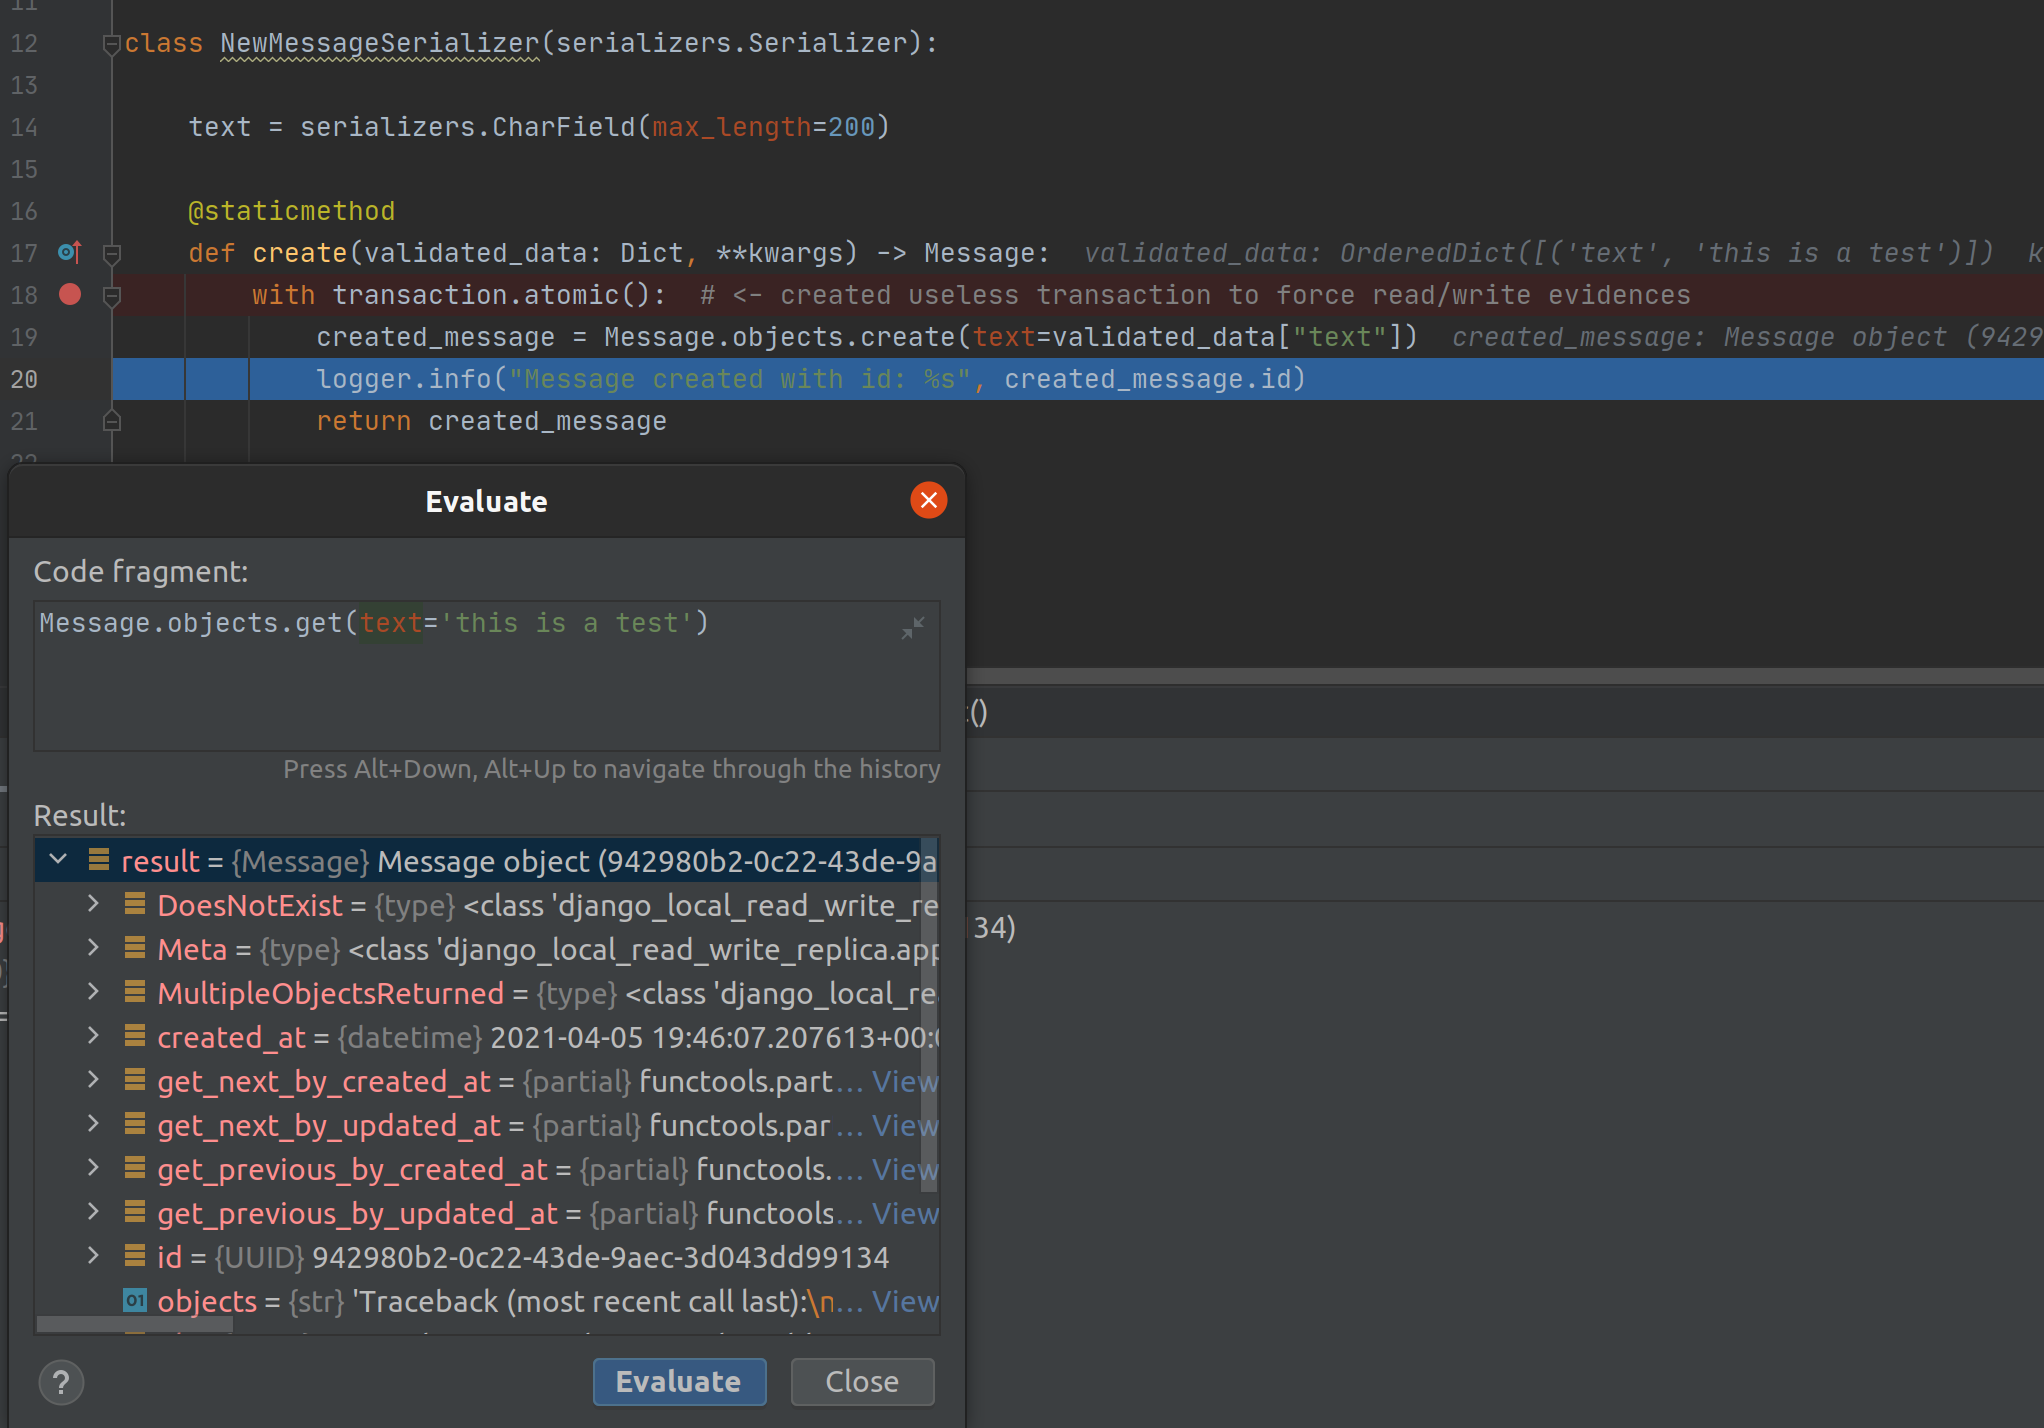 11
12 class NewMessageSerializer(serializers.Serializer):
13
14 text = serializers.CharField(max_length=200)
15
16 @staticmethod
17 def create(validated_data: Dict, **kwargs) -> Message: validated_data: OrderedDict([('text', 'this is a test')]) k
18 with transaction.atomic(): # <- created useless transaction to force read/write evidences
19 created_message = Message.objects.create(text=validated_data["text"]) created_message: Message object (9429
20 logger.info("Message created with id: %s", created_message.id)
21 return created_message
22
Evaluate
Code fragment:
Message.objects.get(text='this is a test')
()
Press Alt+Down, Alt+Up to navigate through the history
Result:
result = {Message} Message object (942980b2-0c22-43de-9a
DoesNotExist = {type} <class 'django_local_read_write_re
34)
Meta = {type} <class 'django_local_read_write_replica.app
MultipleObjectsReturned = {type} <class 'django_local_re
created_at = {datetime} 2021-04-05 19:46:07.207613+00:0
get_next_by_created_at = {partial} functools.part... View
get_next_by_updated_at = {partial} functools.par... View
get_previous_by_created_at = {partial} functools.... View
get_previous_by_updated_at = {partial} functools... View
id = {UUID} 942980b2-0c22-43de-9aec-3d043dd99134
01 objects = {str} 'Traceback (most recent call last):\n... View
? Evaluate Close